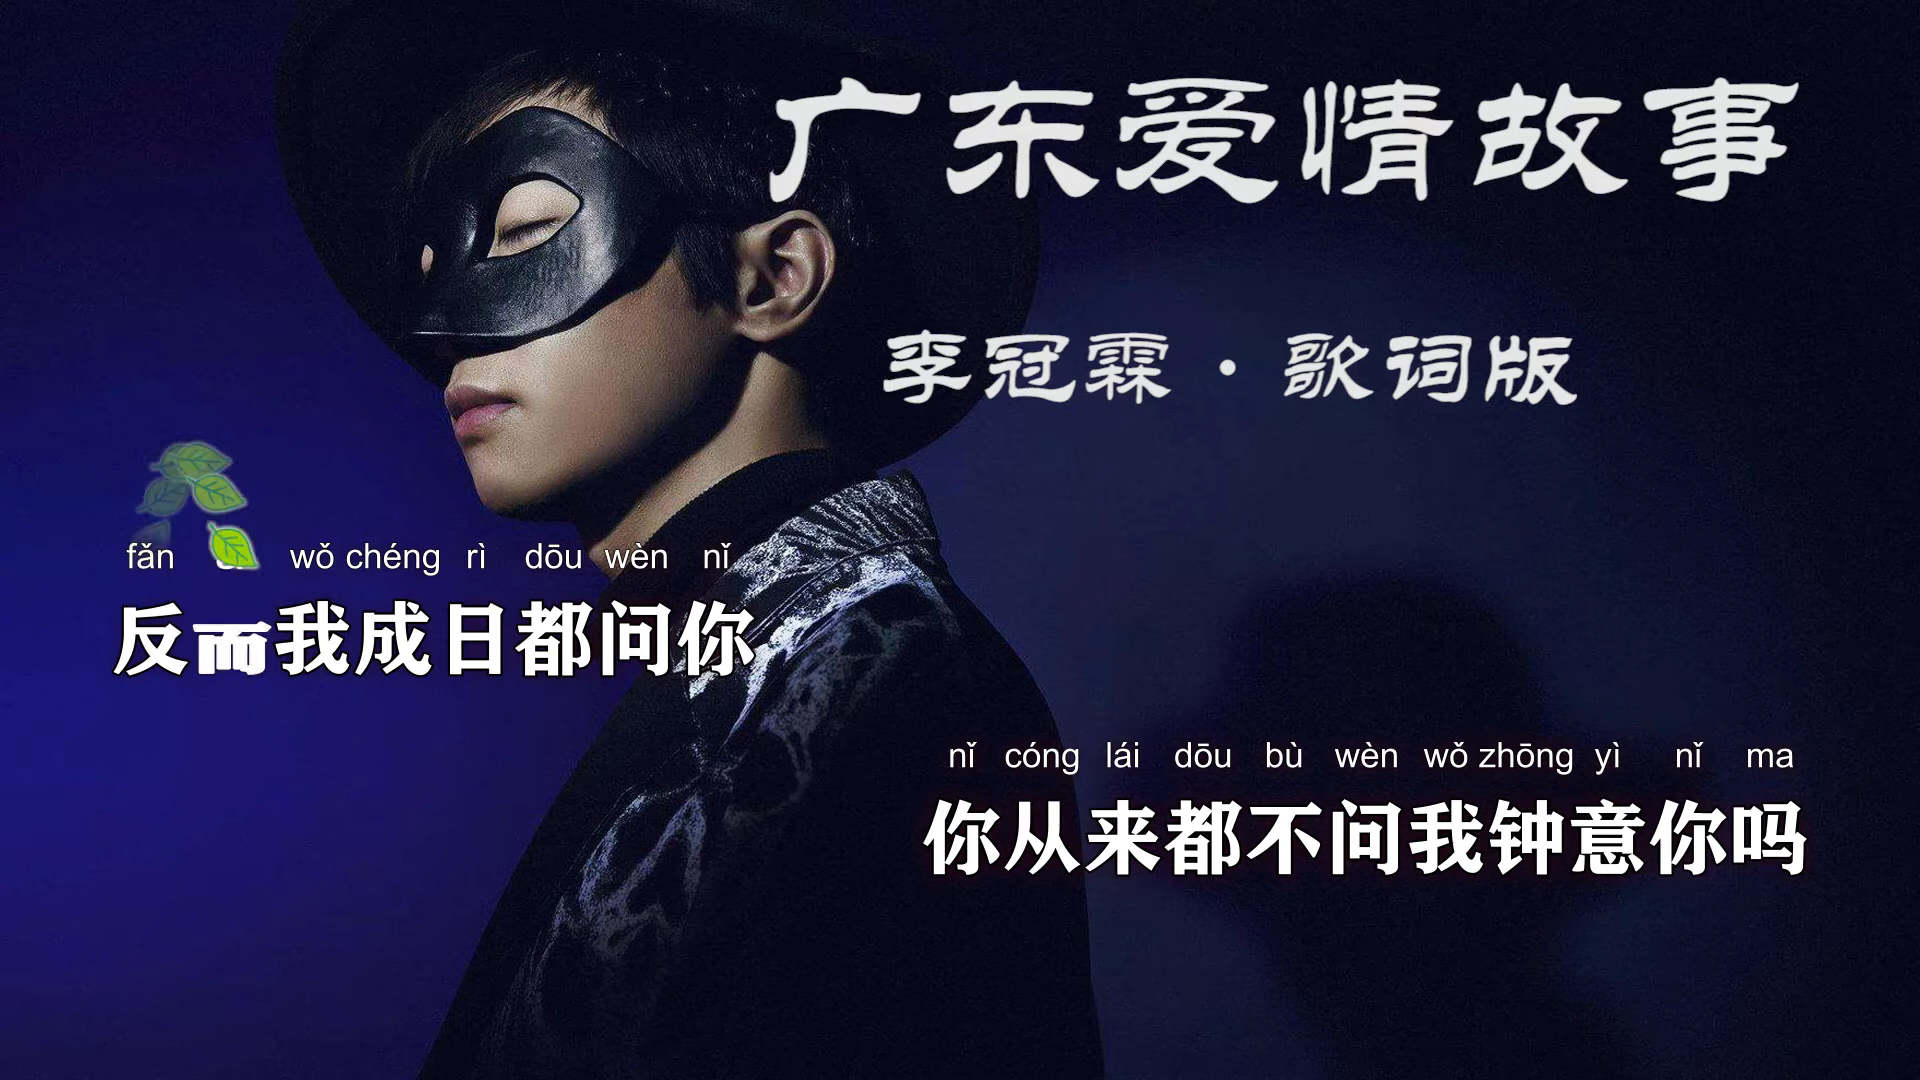 广东爱情故事
李冠霖·歌词版
fǎn wǒ chéng rì dōu wèn nǐ
反而我成日都问你
nǐ cóng lái dōu bù wèn wǒ zhōng yì nǐ ma
你从来都不问我钟意你吗